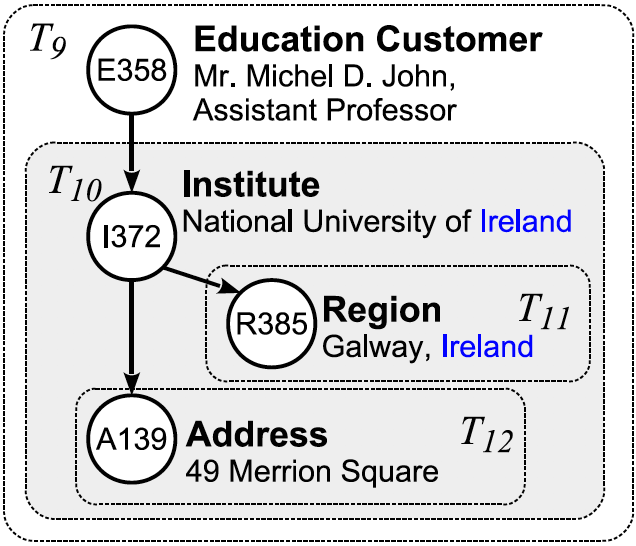 T9
E358
Education Customer
Mr. Michel D. John,
Assistant Professor
T10
I372
Institute
National University of Ireland
R385
Region
Galway, Ireland
T11
A139
Address
49 Merrion Square
T12